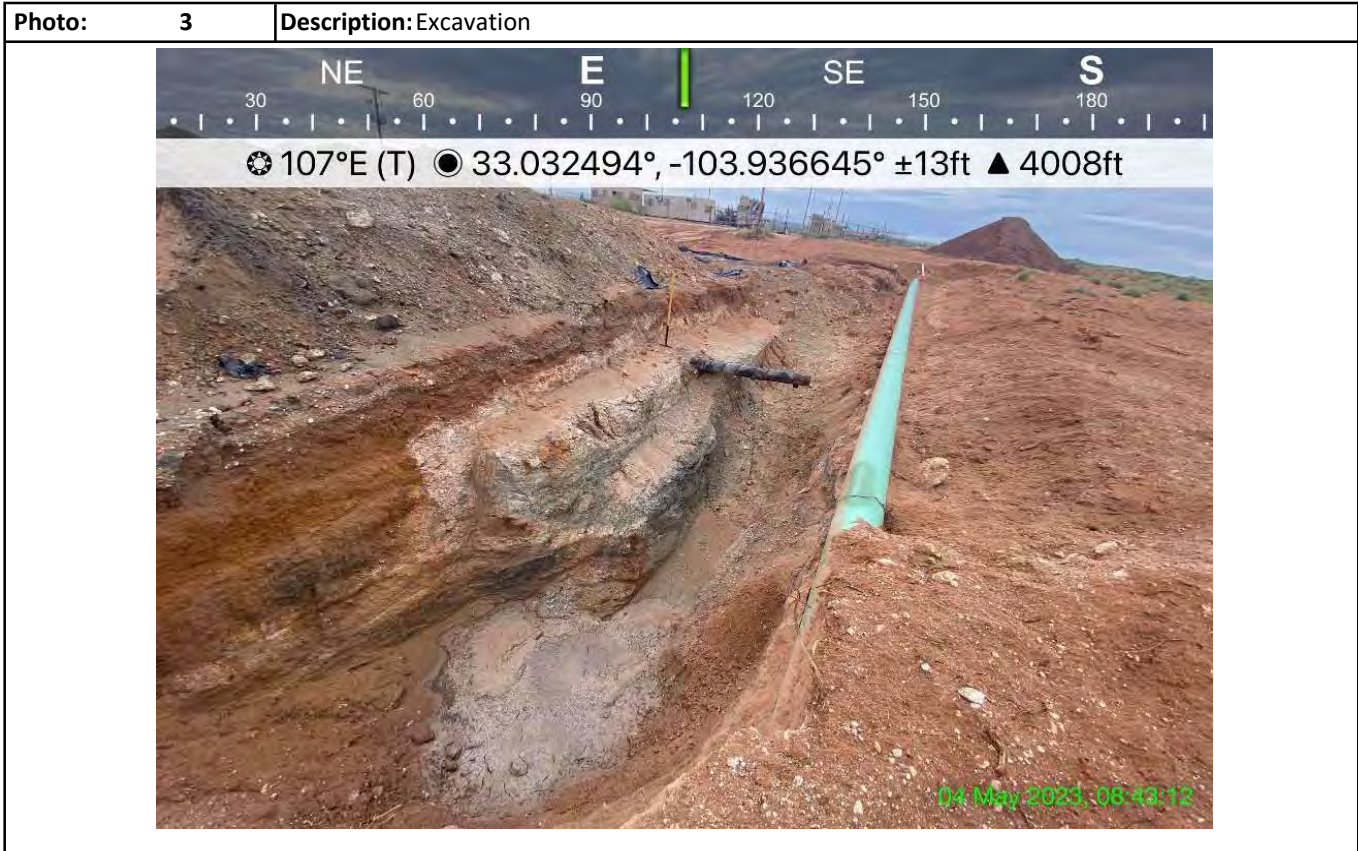 Photo: 3 Description: Excavation
NE E SE S
30 60 90 120 150 180
107°E (T) 33.032494°, -103.936645° ±13ft ▲ 4008ft
04 May 2023, 08:43:12